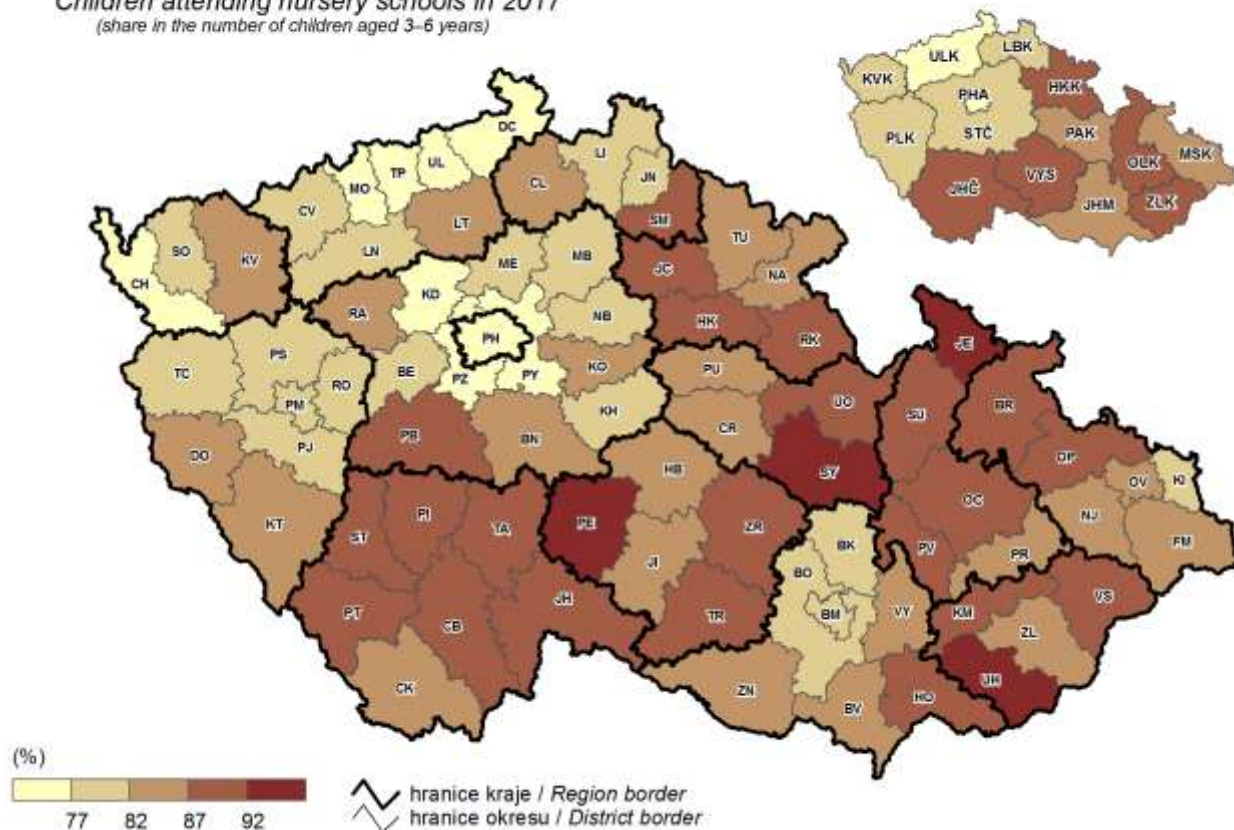 Children attending nursery schools in 2017
(share in the number of children aged 3–6 years)
ULK
LBK
KVK
HKK
PHA
STČ
PAK
PLK
MSK
OLK
VYS
JHČ
ZLK
JHM
DC
UL
LI
TP
MO
JN
CL
CV
LT
SM
SO
TU
LN
KV
ME
MB
JC
NA
CH
KD
RA
NB
HK
PH
RK
JE
PS
TC
BE
RO
PZ
PY
KO
PU
PM
KH
UO
SU
BR
PB
BN
CR
PJ
DO
OP
HB
SY
OV
KI
OC
PI
PE
NJ
KT
ST
TA
ZR
FM
BK
PV
PR
JI
BO
VS
PT
JH
TR
BM
VY
KM
CB
ZL
CK
ZN
UH
HO
BV
(%)
77 82 87 92
hranice kraje / Region border
hranice okresu / District border